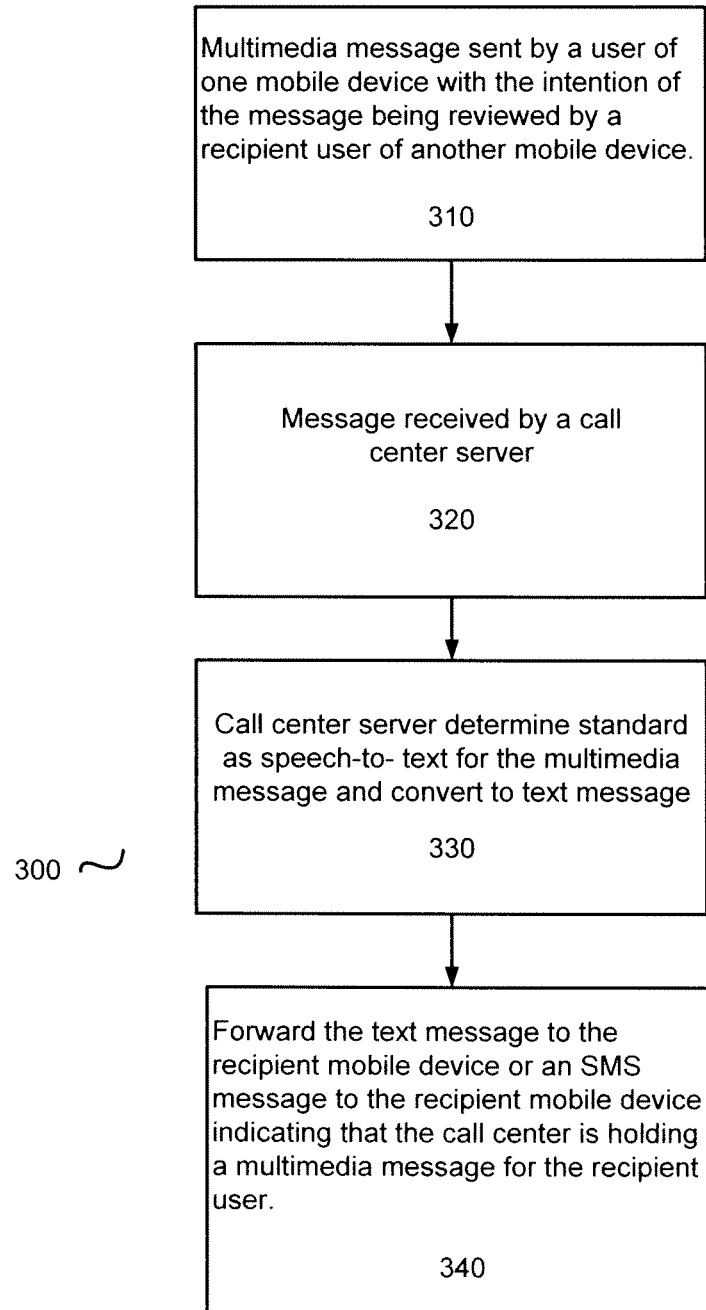 Multimedia message sent by a user of
one mobile device with the intention of
the message being reviewed by a
recipient user of another mobile device.
310
Message received by a call
center server
320
Call center server determine standard
as speech-to- text for the multimedia
message and convert to text message
330
300
Forward the text message to the
recipient mobile device or an SMS
message to the recipient mobile device
indicating that the call center is holding
a multimedia message for the recipient
user.
340